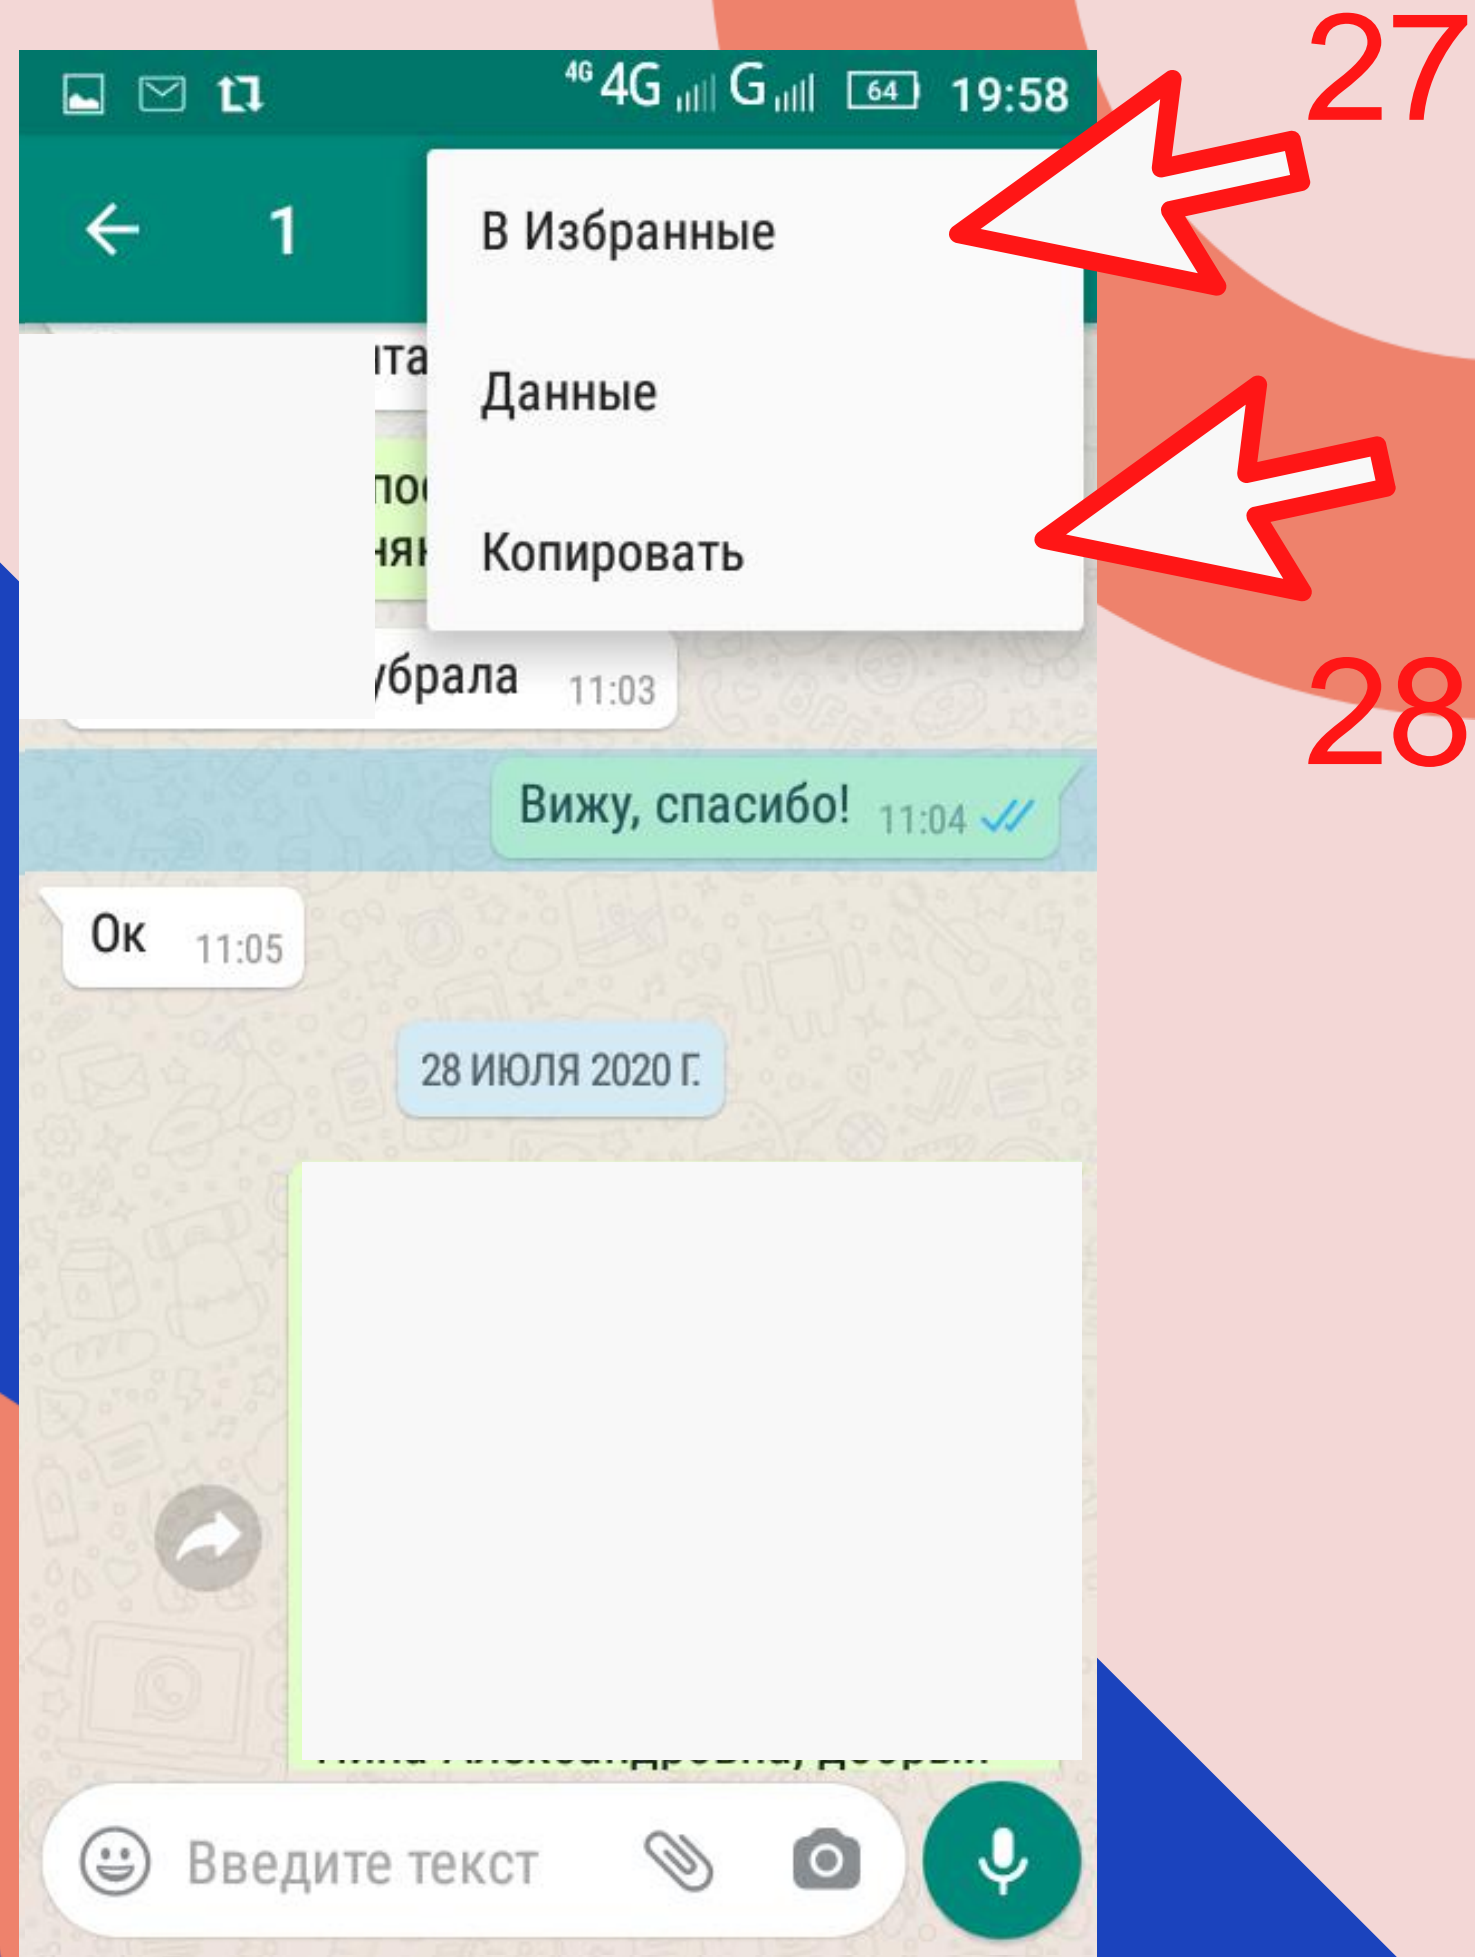 27
4G 4G G 64 19:58
1
В Избранные
Данные
Копировать
убрала 11:03
28
Вижу, спасибо! 11:04
Ок 11:05
28 ИЮЛЯ 2020 Г.
Введите текст